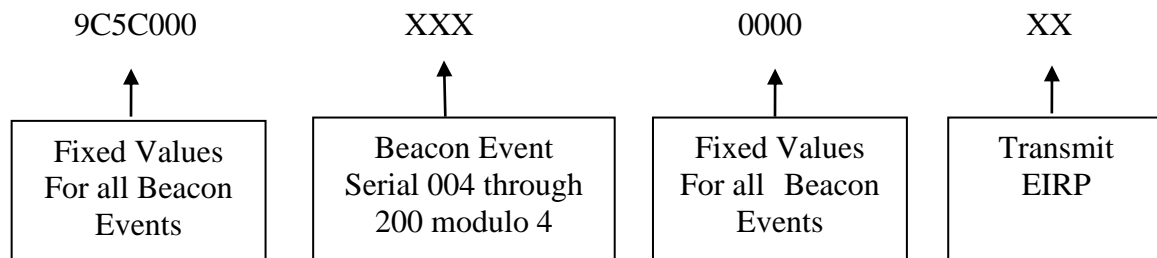 9C5C000 XXX 0000 XX
Fixed Values
For all Beacon
Events
Beacon Event
Serial 004 through
200 modulo 4
Fixed Values
For all Beacon
Events
Transmit
EIRP